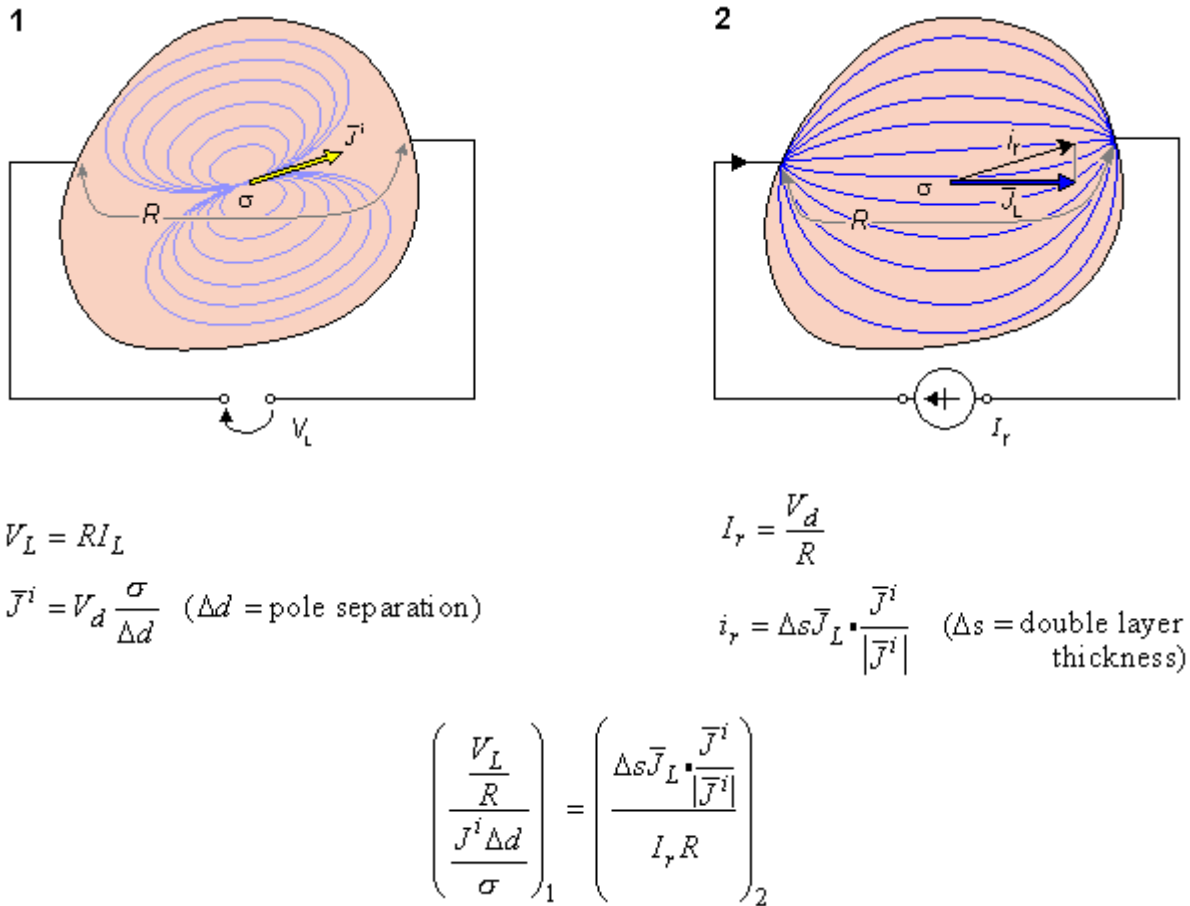 1
J̅ⁱ
σ
R
V_L
V_L = RI_L
J̅ⁱ = V_d σ/Δd (Δd = pole separation)
2
i_r
σ
J̅_L
R
I_r
I_r = V_d/R
i_r = ΔsJ̅_L ▪ J̅ⁱ/|J̅ⁱ| (Δs = double layer
thickness)
((V_L/R)/(Jⁱ Δd/σ))₁ = ((ΔsJ̅_L ▪ J̅ⁱ/|J̅ⁱ|)/(I_r R))₂